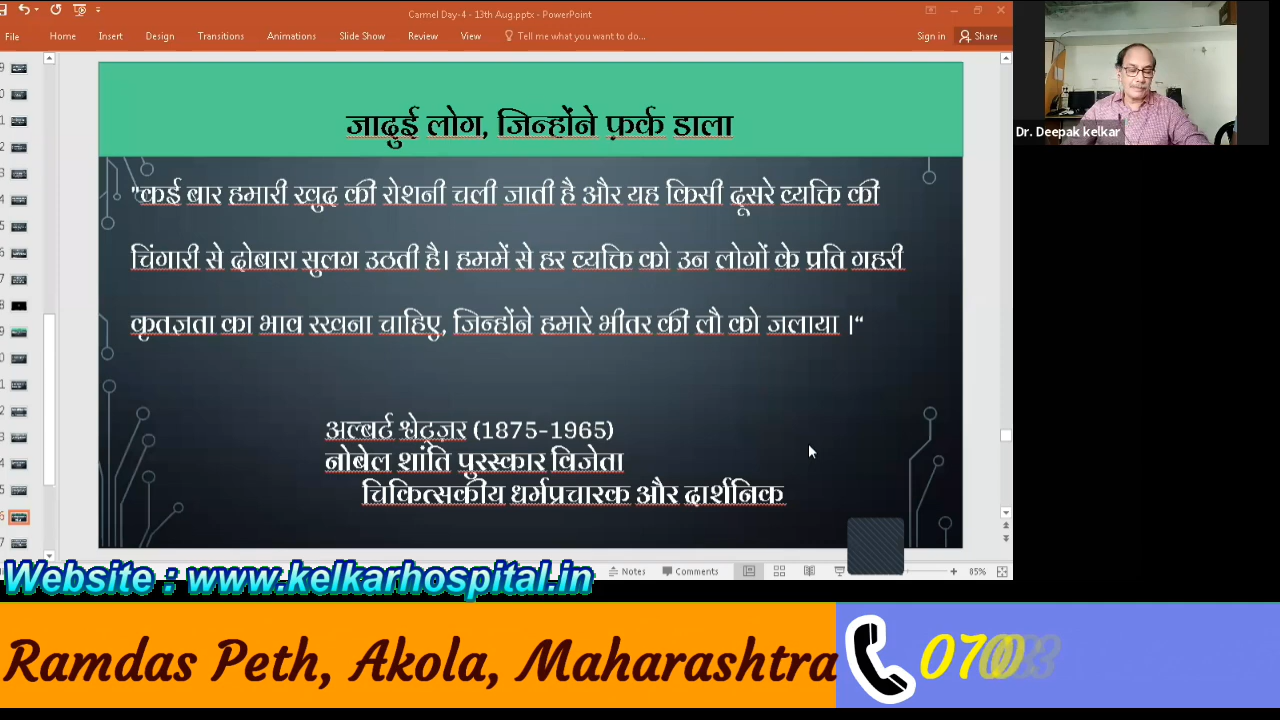 Carmel Day-4 - 13th Aug.pptx - PowerPoint
File Home Insert Design Transitions Animations Slide Show Review View Tell me what you want to do... Sign in Share
जादुई लोग, जिन्होंने फ़र्क डाला
"कई बार हमारी खुद की रोशनी चली जाती है और यह किसी दूसरे व्यक्ति की
चिंगारी से दोबारा सुलग उठती है। हममें से हर व्यक्ति को उन लोगों के प्रति गहरी
कृतज्ञता का भाव रखना चाहिए, जिन्होंने हमारे भीतर की लौ को जलाया ।“
अल्बर्ट श्वेट्ज़र (1875-1965)
नोबेल शांति पुरस्कार विजेता
चिकित्सकीय धर्मप्रचारक और दार्शनिक
Dr. Deepak kelkar
Notes Comments 85%
Website : www.kelkarhospital.in
Ramdas Peth, Akola, Maharashtra
070